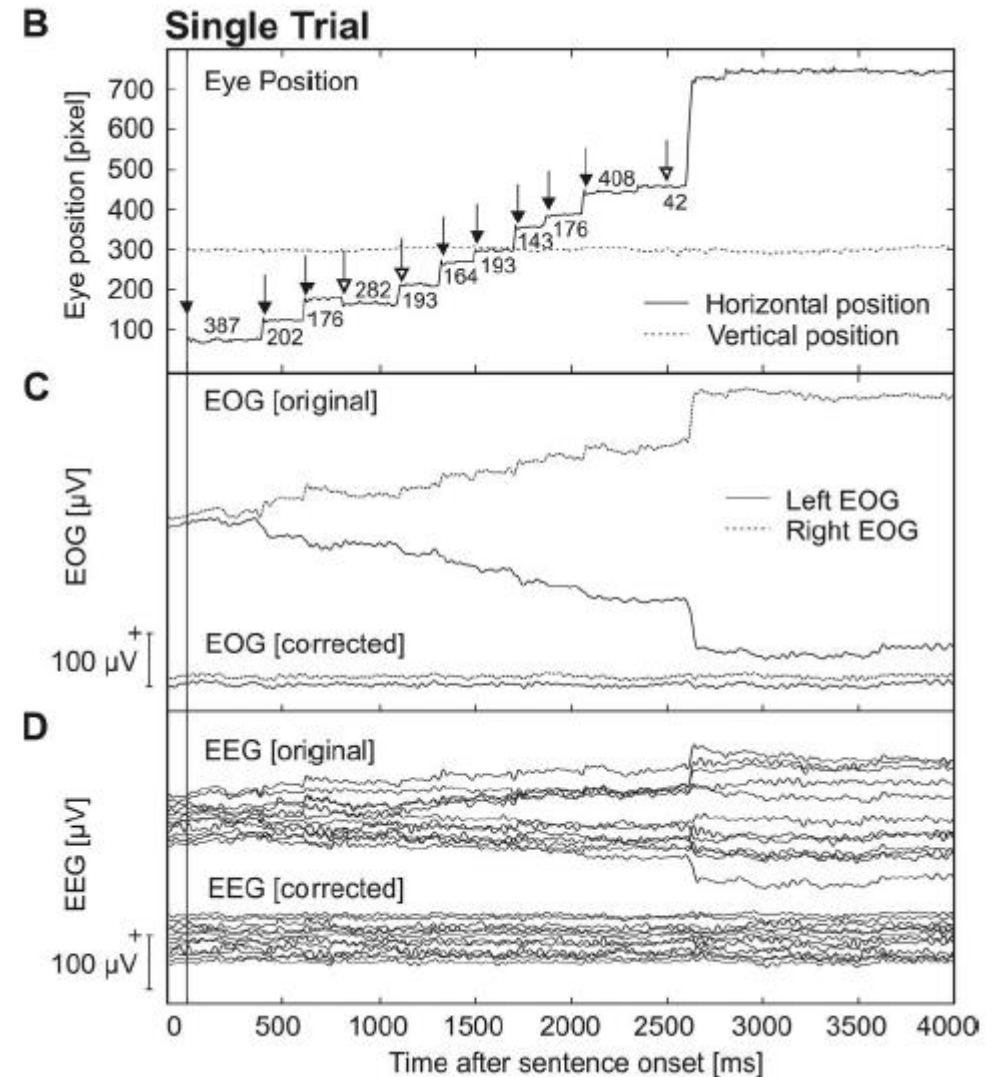 B Single Trial
Eye Position
Eye position [pixel]
700
600
500
400
300
200
100
387
202
176
282
193
164
193
143
176
408
42
Horizontal position
Vertical position
C
EOG [original]
EOG [µV]
Left EOG
Right EOG
EOG [corrected]
+
100 µV
D
EEG [original]
EEG [µV]
EEG [corrected]
+
100 µV
0 500 1000 1500 2000 2500 3000 3500 4000
Time after sentence onset [ms]